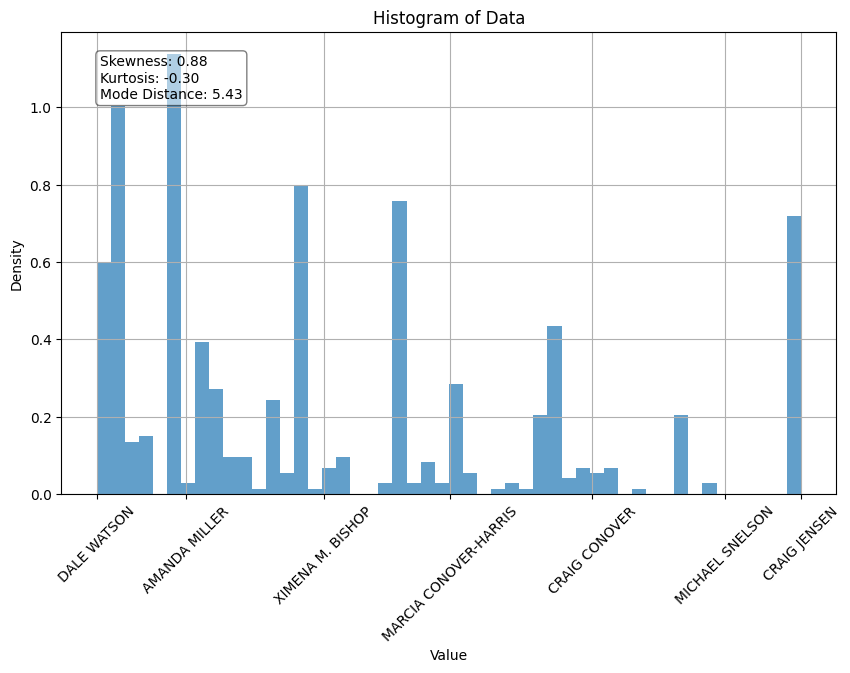 Histogram of Data
Skewness: 0.88
Kurtosis: -0.30
Mode Distance: 5.43
Density
1.0
0.8
0.6
0.4
0.2
0.0
DALE WATSON
AMANDA MILLER
XIMENA M. BISHOP
MARCIA CONOVER-HARRIS
CRAIG CONOVER
MICHAEL SNELSON
CRAIG JENSEN
Value